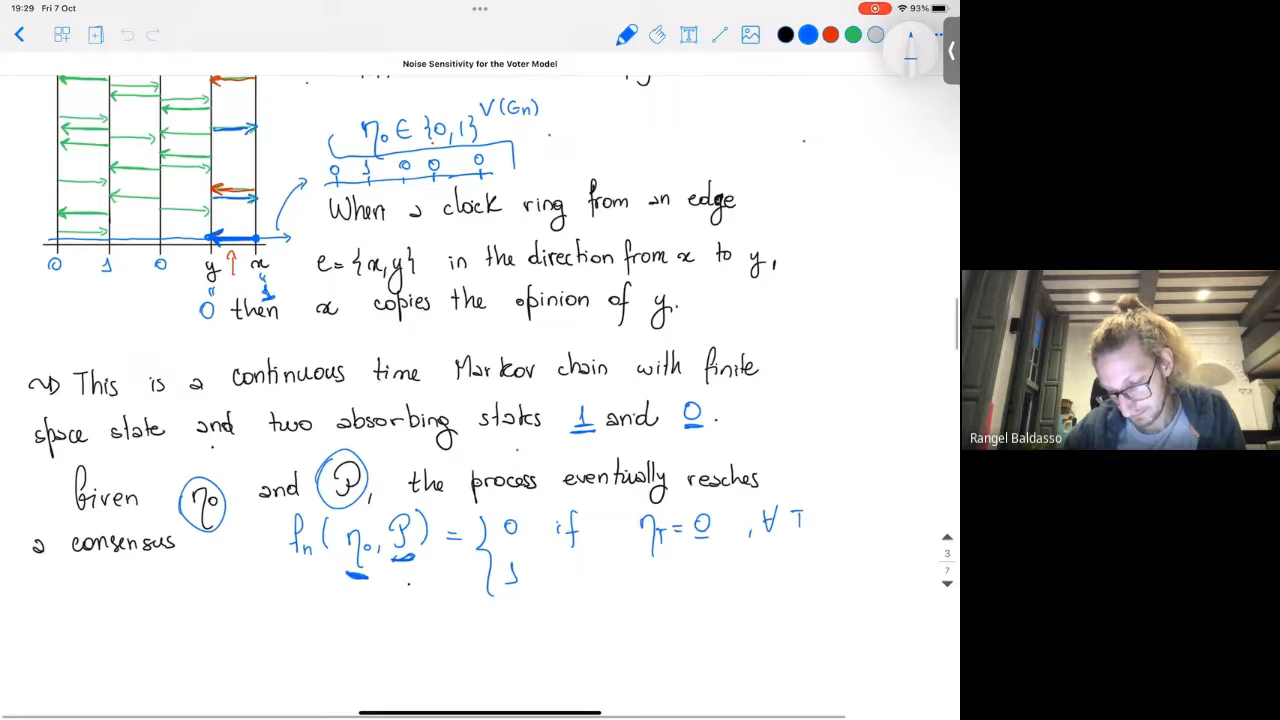 19:29 Fri 7 Oct
93%
Noise Sensitivity for the Voter Model
η₀ ∈ {0,1}^V(Gn)
0 1 0 0 0
When a clock ring from an edge
e = {x,y} in the direction from x to y,
0 1 0 y x
" "
0 1
then x copies the opinion of y.
⤳ This is a continuous time Markov chain with finite
space state and two absorbing states 1 and 0.
Given η₀ and P, the process eventually reaches
a consensus
fn(η₀, P) = { 0 if ηT = 0, ∀ T
1
3
7
Rangel Baldasso